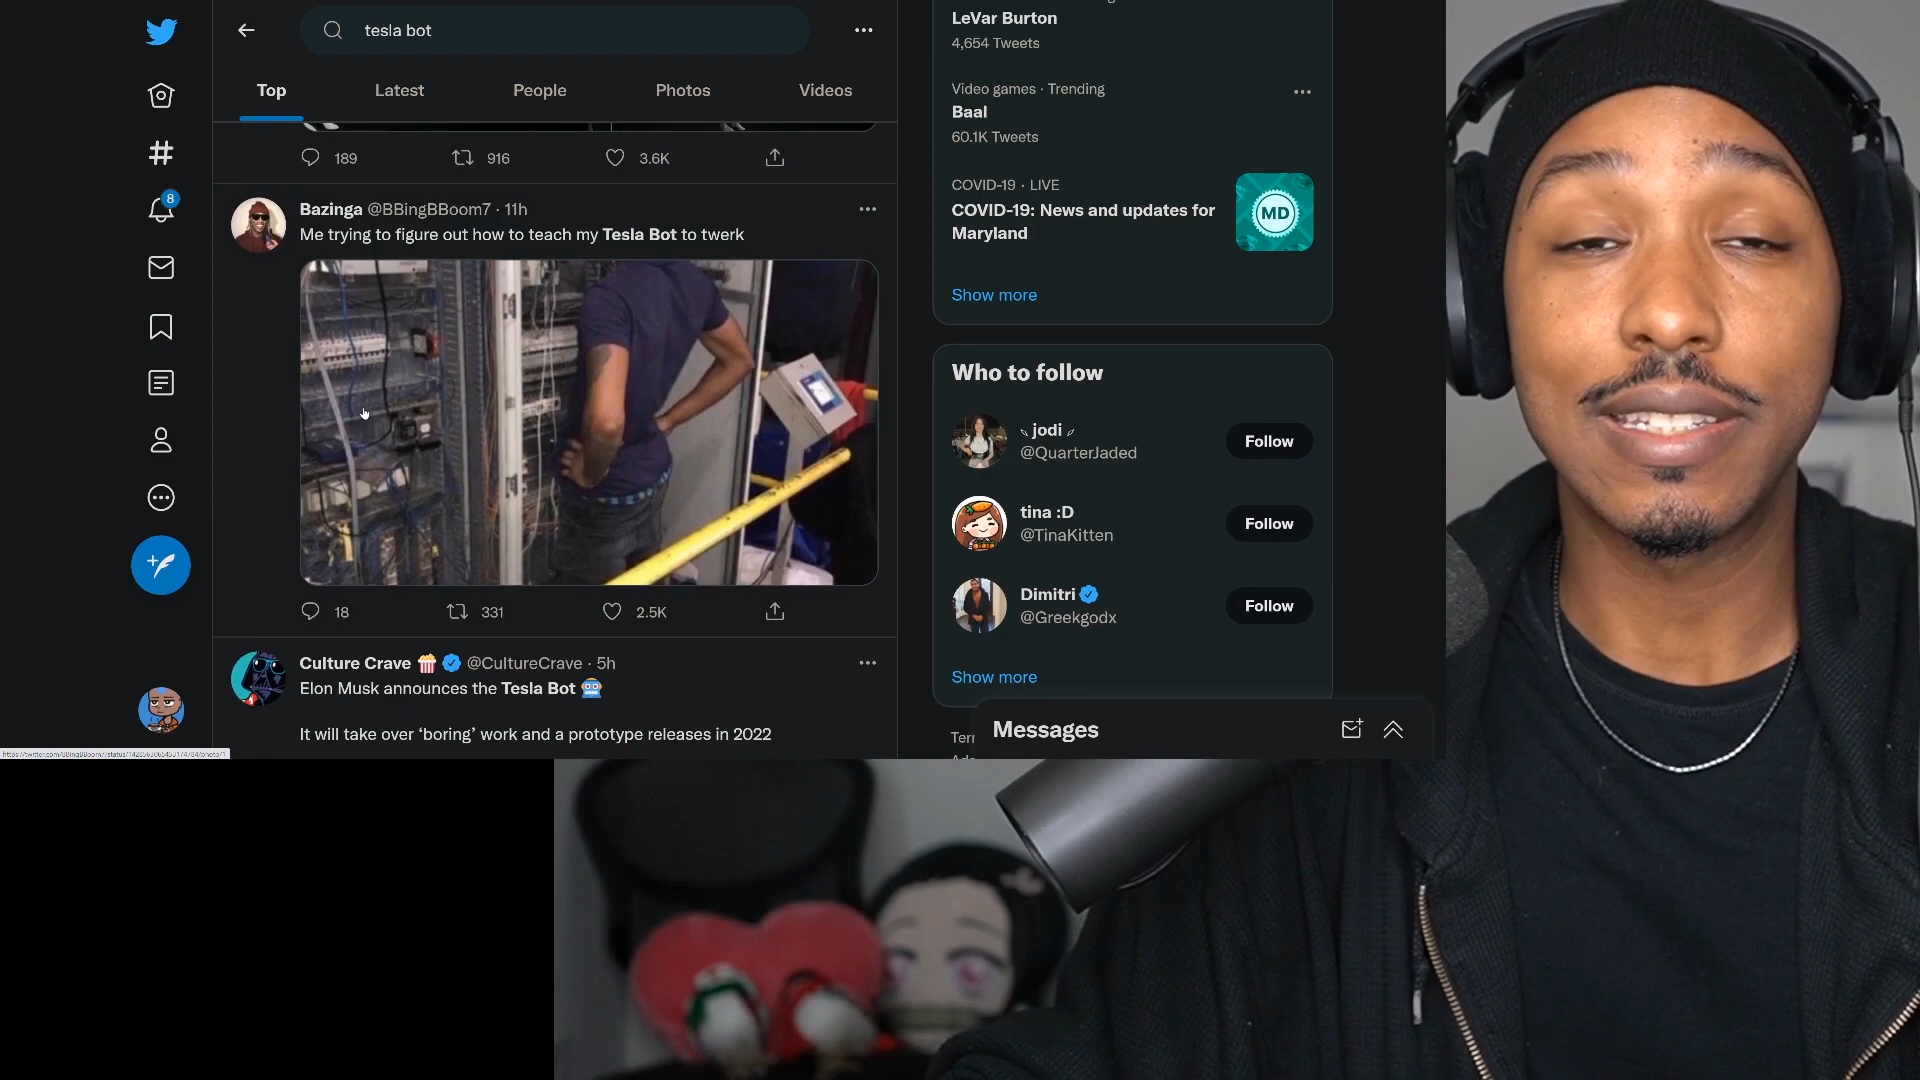 tesla bot
Top
Latest
People
Photos
Videos
189
916
3.6K
Bazinga @BBingBBoom7 · 11h
Me trying to figure out how to teach my Tesla Bot to twerk
18
331
2.5K
Culture Crave @CultureCrave · 5h
Elon Musk announces the Tesla Bot
It will take over ‘boring’ work and a prototype releases in 2022
8
LeVar Burton
4,654 Tweets
Video games · Trending
Baal
60.1K Tweets
COVID-19 · LIVE
COVID-19: News and updates for
Maryland
MD
Show more
Who to follow
jodi
@QuarterJaded
Follow
tina :D
@TinaKitten
Follow
Dimitri
@Greekgodx
Follow
Show more
Messages